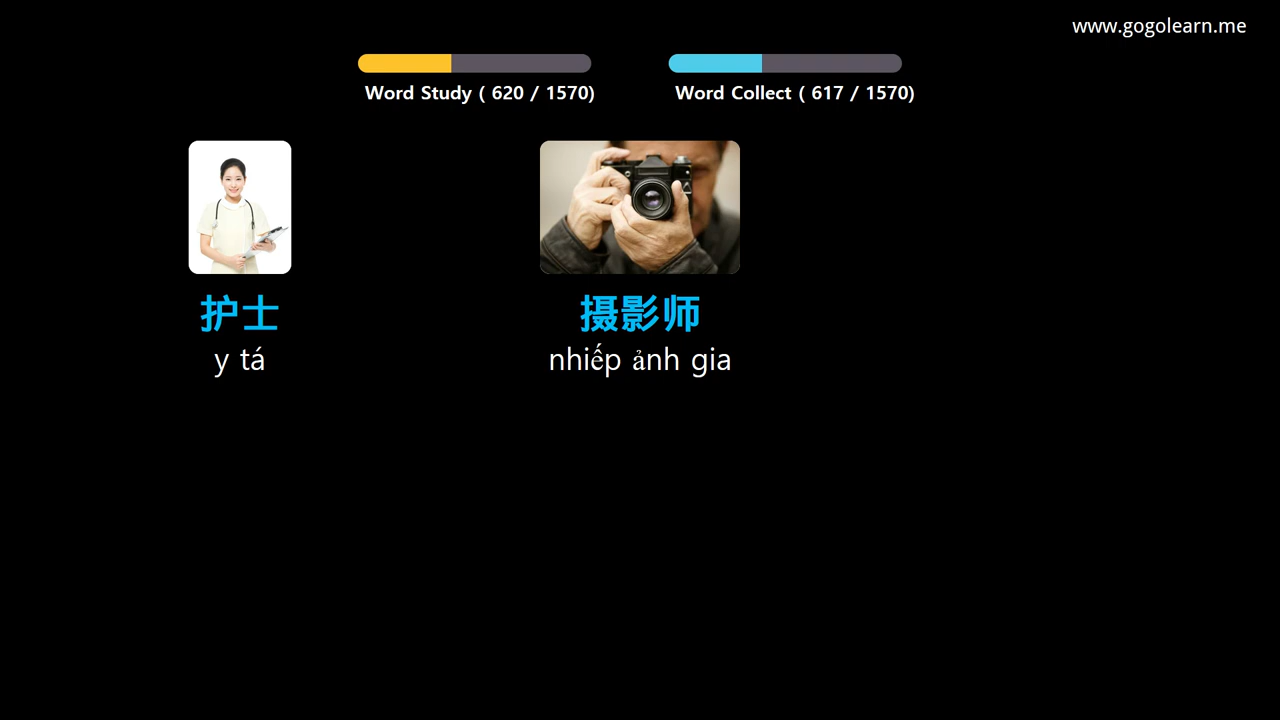 www.gogolearn.me
Word Study ( 620 / 1570)
Word Collect ( 617 / 1570)
护士
y tá
摄影师
nhiếp ảnh gia